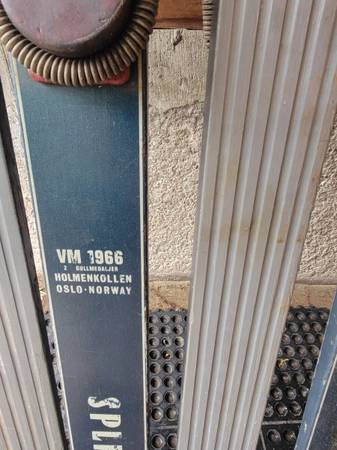 VM 1966
2 GULLMEDALJER
HOLMENKOLLEN
OSLO·NORWAY